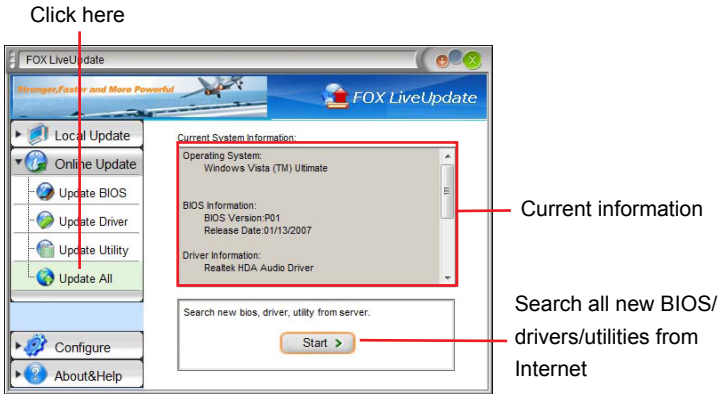 Click here
FOX LiveUpdate
Stronger,Faster and More Powerful
FOX LiveUpdate
Local Update
Online Update
Update BIOS
Update Driver
Update Utility
Update All
Configure
About&Help
Current System Information:
Operating System:
Windows Vista (TM) Ultimate
BIOS Information:
BIOS Version:P01
Release Date:01/13/2007
Driver Information:
Realtek HDA Audio Driver
Search new bios, driver, utility from server.
Start
Current information
Search all new BIOS/
drivers/utilities from
Internet